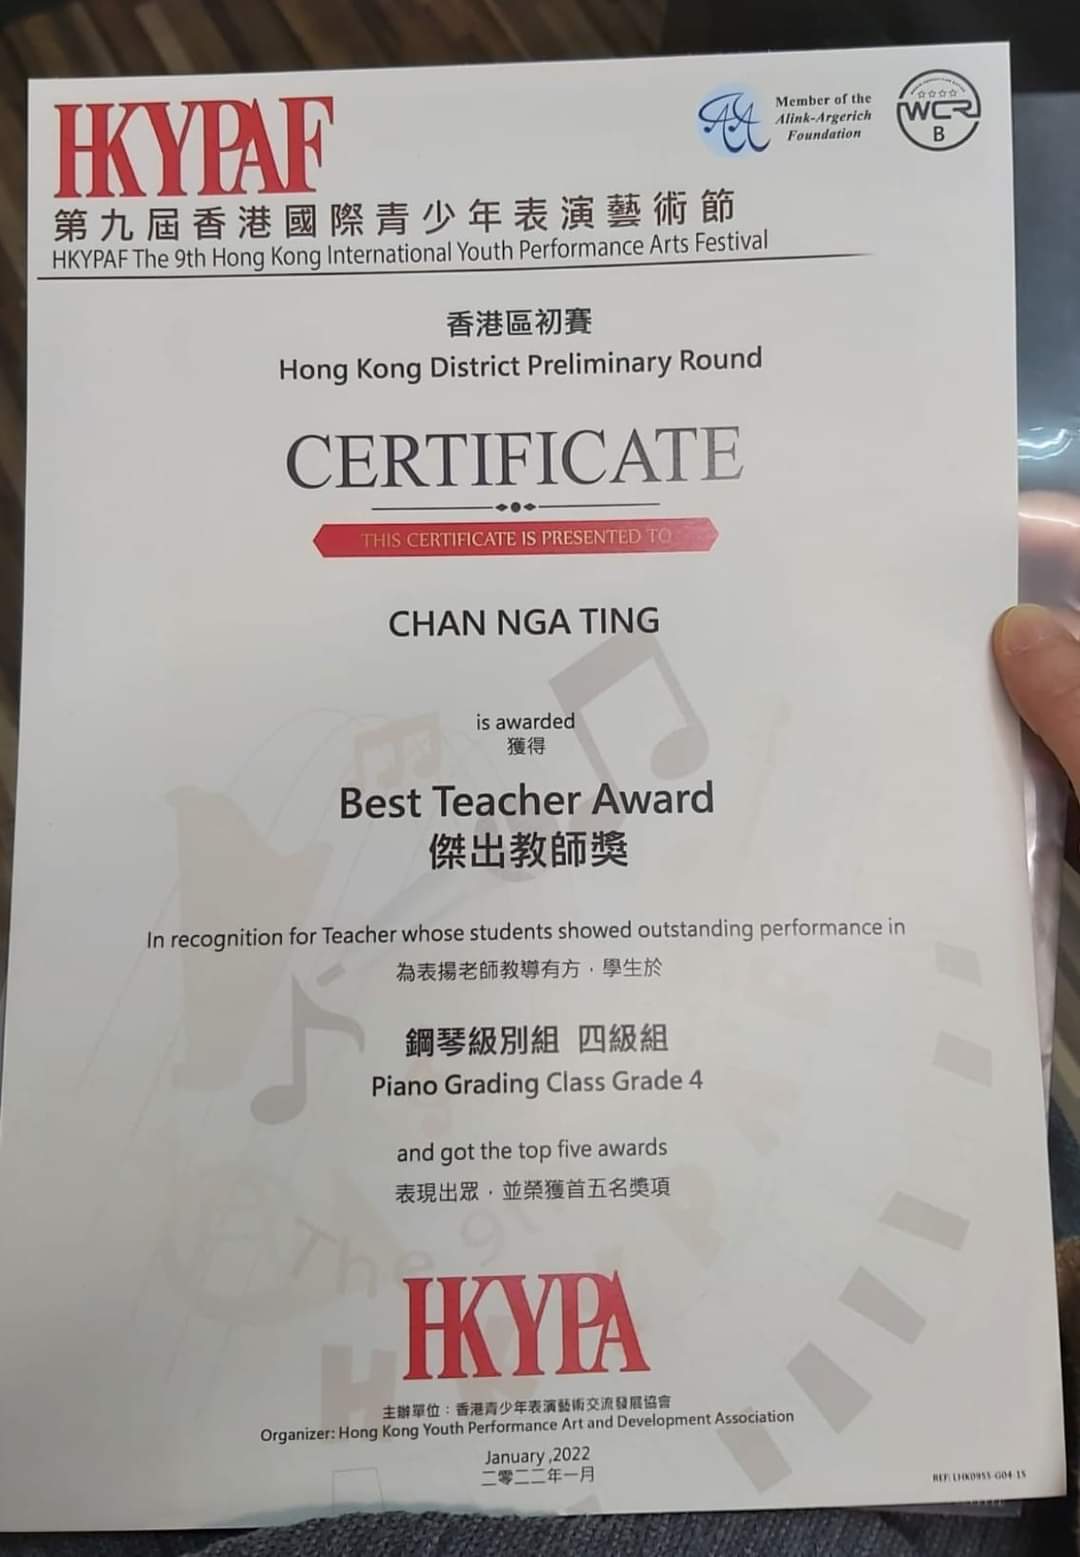 HKYPAF
Member of the
Alink-Argerich
Foundation
WCR
B
第九屆香港國際青少年表演藝術節
HKYPAF The 9th Hong Kong International Youth Performance Arts Festival
香港區初賽
Hong Kong District Preliminary Round
CERTIFICATE
THIS CERTIFICATE IS PRESENTED TO
CHAN NGA TING
is awarded
獲得
Best Teacher Award
傑出教師獎
In recognition for Teacher whose students showed outstanding performance in
為表揚老師教導有方，學生於
鋼琴級別組 四級組
Piano Grading Class Grade 4
and got the top five awards
表現出眾，並榮獲首五名獎項
The 9th
HKYPA
主辦單位：香港青少年表演藝術交流發展協會
Organizer: Hong Kong Youth Performance Art and Development Association
January ,2022
二零二二年一月